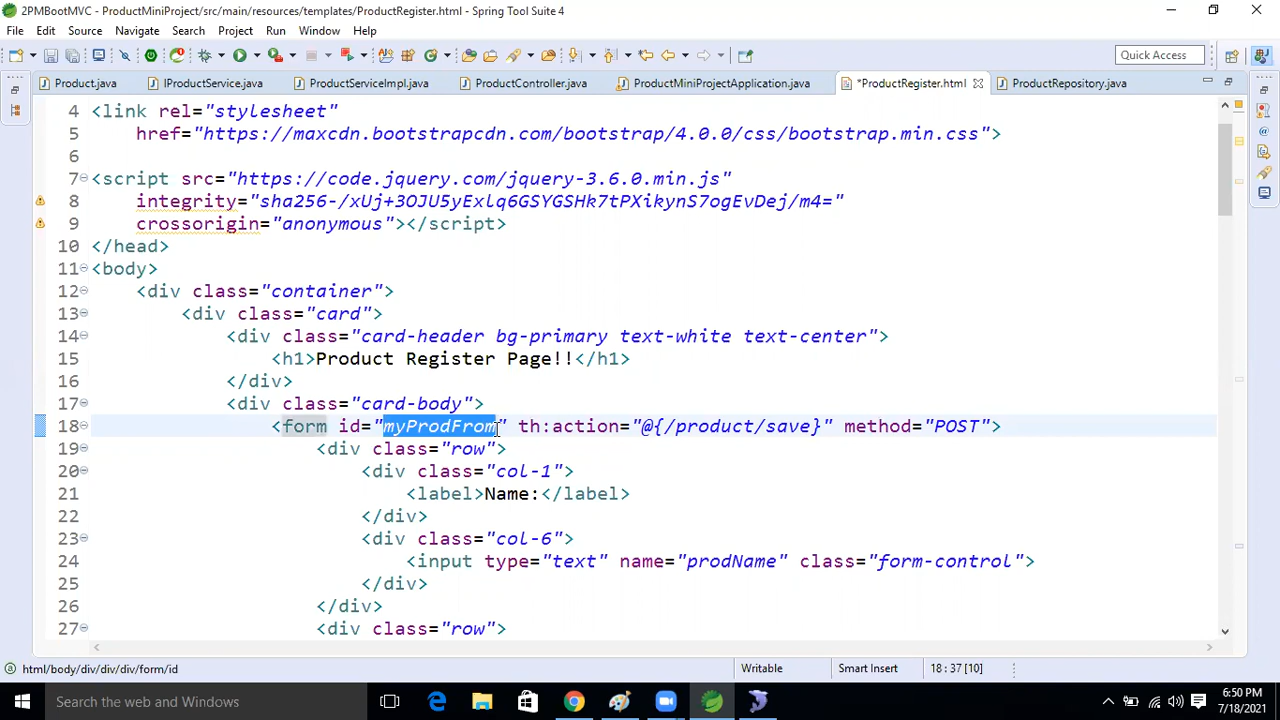 2PMBootMVC - ProductMiniProject/src/main/resources/templates/ProductRegister.html - Spring Tool Suite 4
File Edit Source Navigate Search Project Run Window Help
Quick Access
Product.java IProductService.java ProductServiceImpl.java ProductController.java ProductMiniProjectApplication.java *ProductRegister.html ProductRepository.java
4 <link rel="stylesheet"
5 href="https://maxcdn.bootstrapcdn.com/bootstrap/4.0.0/css/bootstrap.min.css">
6
7 <script src="https://code.jquery.com/jquery-3.6.0.min.js"
8 integrity="sha256-/xUj+3OJU5yExlq6GSYGSHk7tPXikynS7ogEvDej/m4="
9 crossorigin="anonymous"></script>
10 </head>
11 <body>
12 <div class="container">
13 <div class="card">
14 <div class="card-header bg-primary text-white text-center">
15 <h1>Product Register Page!!</h1>
16 </div>
17 <div class="card-body">
18 <form id="myProdFrom" th:action="@{/product/save}" method="POST">
19 <div class="row">
20 <div class="col-1">
21 <label>Name:</label>
22 </div>
23 <div class="col-6">
24 <input type="text" name="prodName" class="form-control">
25 </div>
26 </div>
27 <div class="row">
html/body/div/div/div/form/id Writable Smart Insert 18 : 37 [10]
Search the web and Windows
6:50 PM
7/18/2021